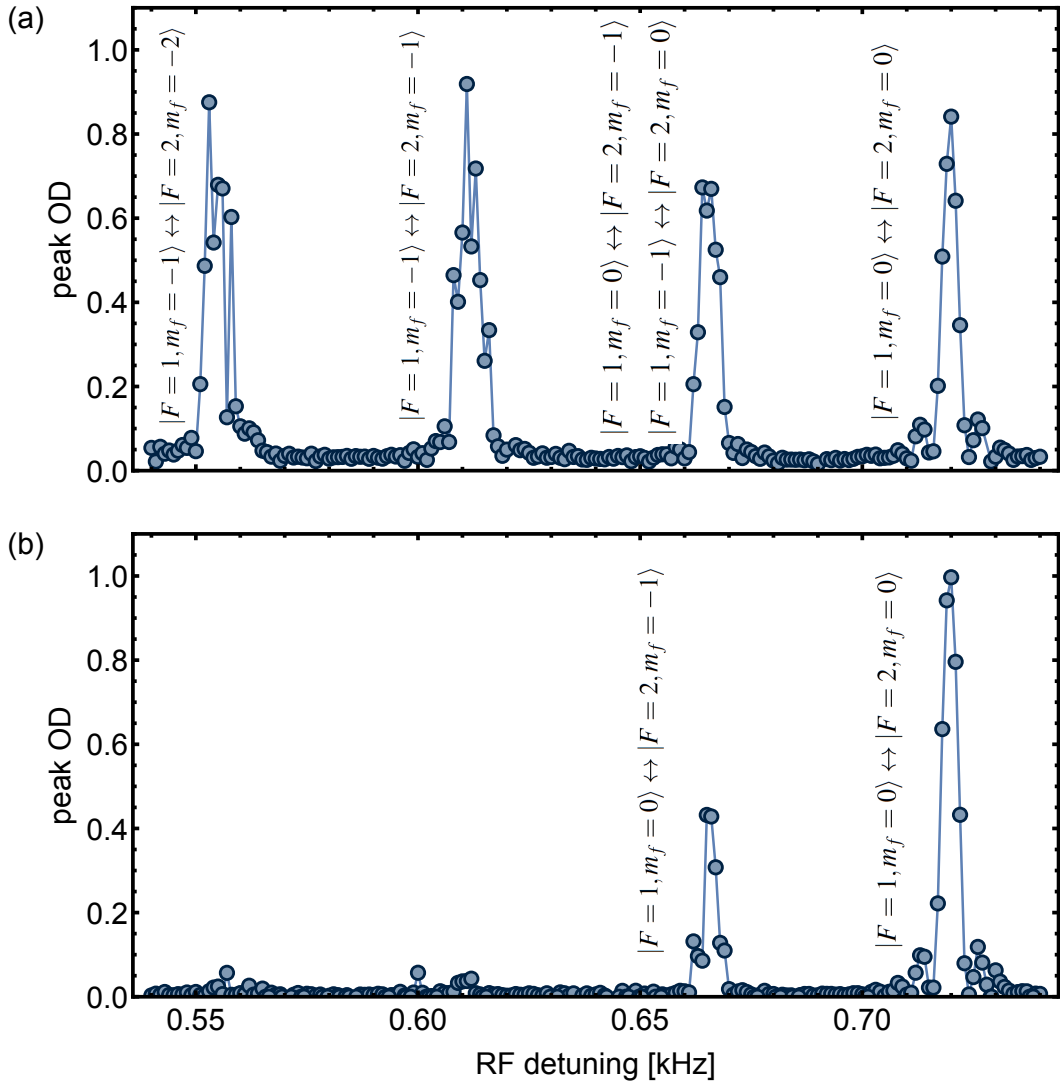 (a)
peak OD
1.0
0.8
0.6
0.4
0.2
0.0
|F = 1, m_f = −1⟩ ↔ |F = 2, m_f = −2⟩
|F = 1, m_f = −1⟩ ↔ |F = 2, m_f = −1⟩
|F = 1, m_f = 0⟩ ↔ |F = 2, m_f = −1⟩
|F = 1, m_f = −1⟩ ↔ |F = 2, m_f = 0⟩
|F = 1, m_f = 0⟩ ↔ |F = 2, m_f = 0⟩
(b)
peak OD
1.0
0.8
0.6
0.4
0.2
0.0
|F = 1, m_f = 0⟩ ↔ |F = 2, m_f = −1⟩
|F = 1, m_f = 0⟩ ↔ |F = 2, m_f = 0⟩
0.55 0.60 0.65 0.70
RF detuning [kHz]